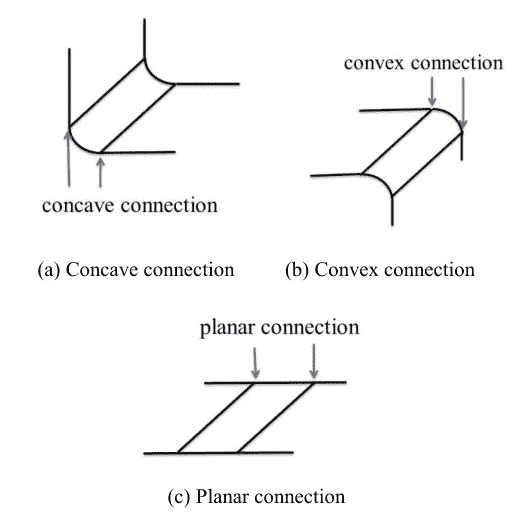 convex connection
concave connection
(a) Concave connection
(b) Convex connection
planar connection
(c) Planar connection